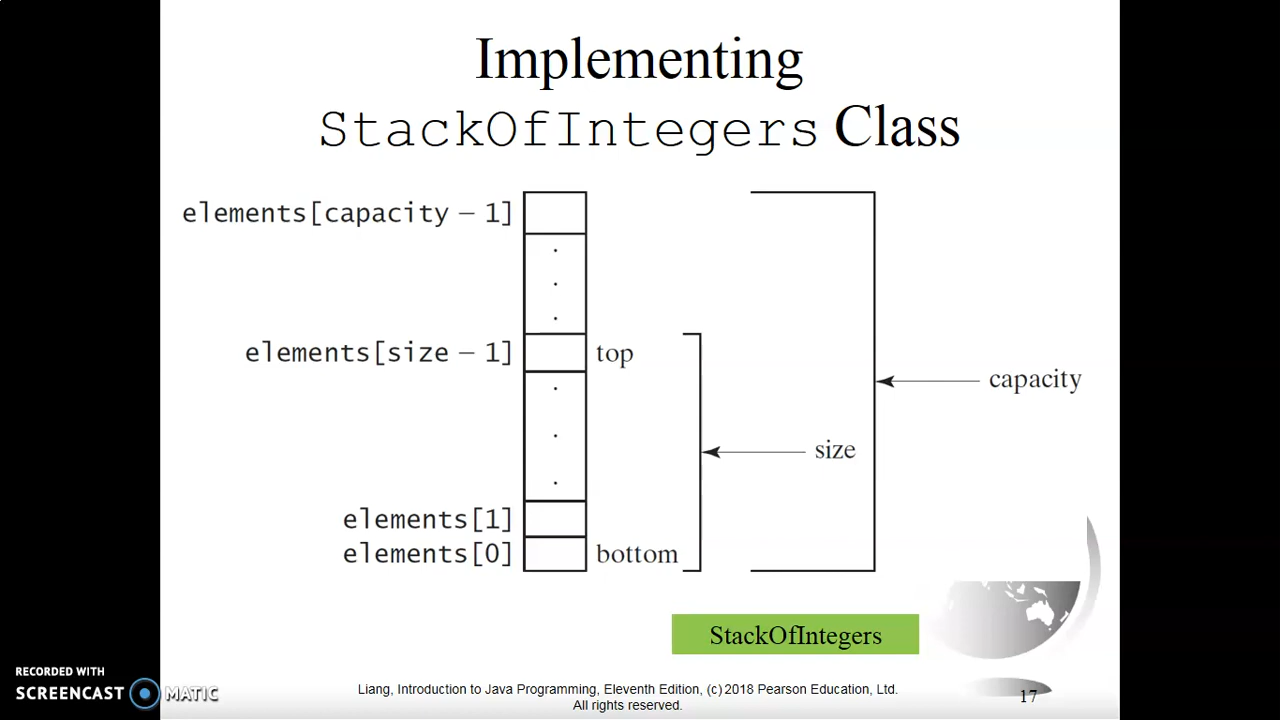 Implementing
StackOfIntegers Class
elements[capacity – 1]
elements[size – 1]
top
capacity
size
elements[1]
elements[0]
bottom
StackOfIntegers
RECORDED WITH
SCREENCAST MATIC
Liang, Introduction to Java Programming, Eleventh Edition, (c) 2018 Pearson Education, Ltd.
All rights reserved.
17